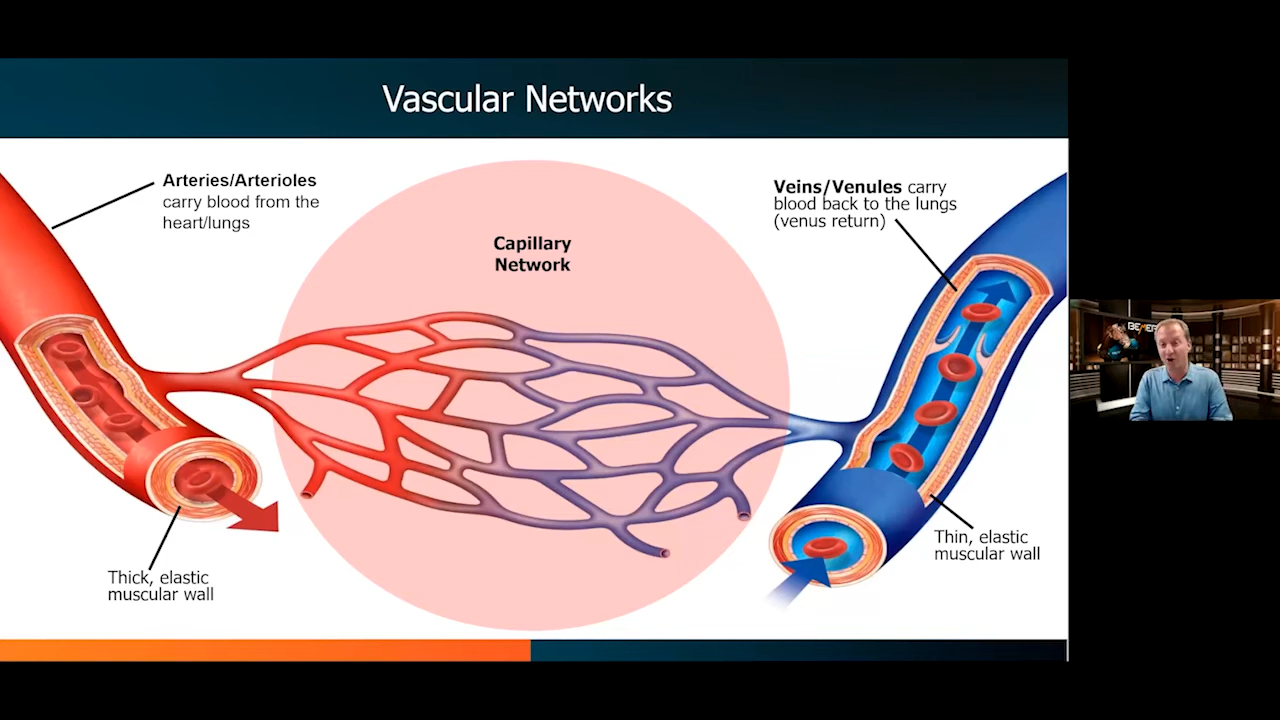 Vascular Networks
Arteries/Arterioles
carry blood from the
heart/lungs
Capillary
Network
Veins/Venules carry
blood back to the lungs
(venus return)
Thick, elastic
muscular wall
Thin, elastic
muscular wall